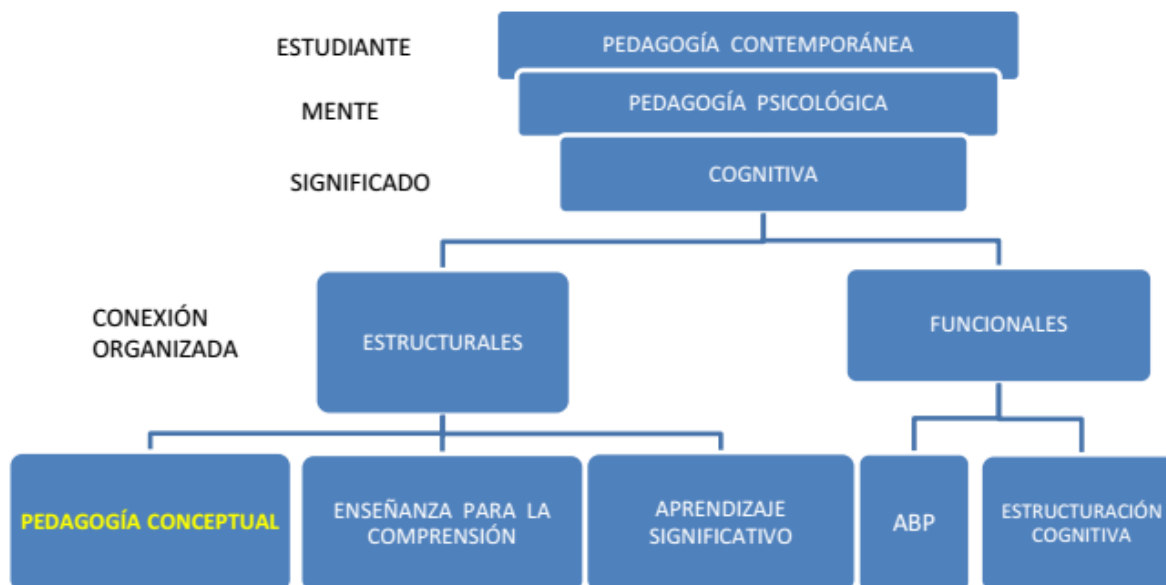 ESTUDIANTE
PEDAGOGÍA CONTEMPORÁNEA
MENTE
PEDAGOGÍA PSICOLÓGICA
SIGNIFICADO
COGNITIVA
CONEXIÓN
ORGANIZADA
ESTRUCTURALES
FUNCIONALES
PEDAGOGÍA CONCEPTUAL
ENSEÑANZA PARA LA
COMPRENSIÓN
APRENDIZAJE
SIGNIFICATIVO
ABP
ESTRUCTURACIÓN
COGNITIVA